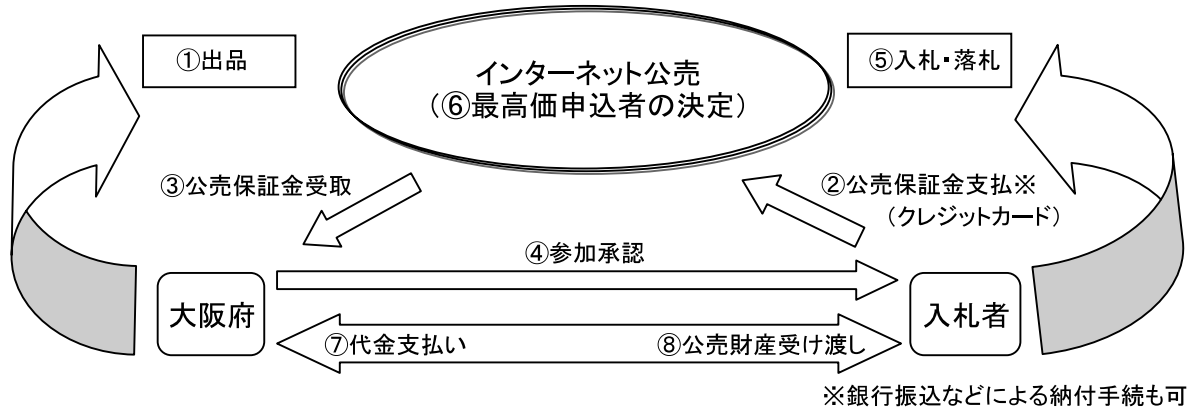 ①出品
インターネット公売
(⑥最高価申込者の決定)
⑤入札・落札
③公売保証金受取
②公売保証金支払※
(クレジットカード)
④参加承認
大阪府
入札者
⑦代金支払い
⑧公売財産受け渡し
※銀行振込などによる納付手続も可